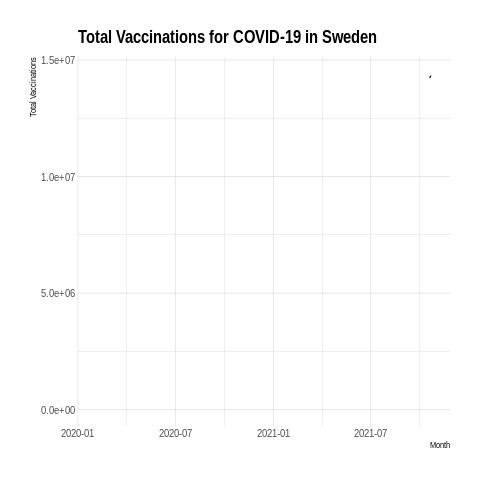 Total Vaccinations for COVID-19 in Sweden
Total Vaccinations
1.5e+07
1.0e+07
5.0e+06
0.0e+00
2020-01 2020-07 2021-01 2021-07
Month